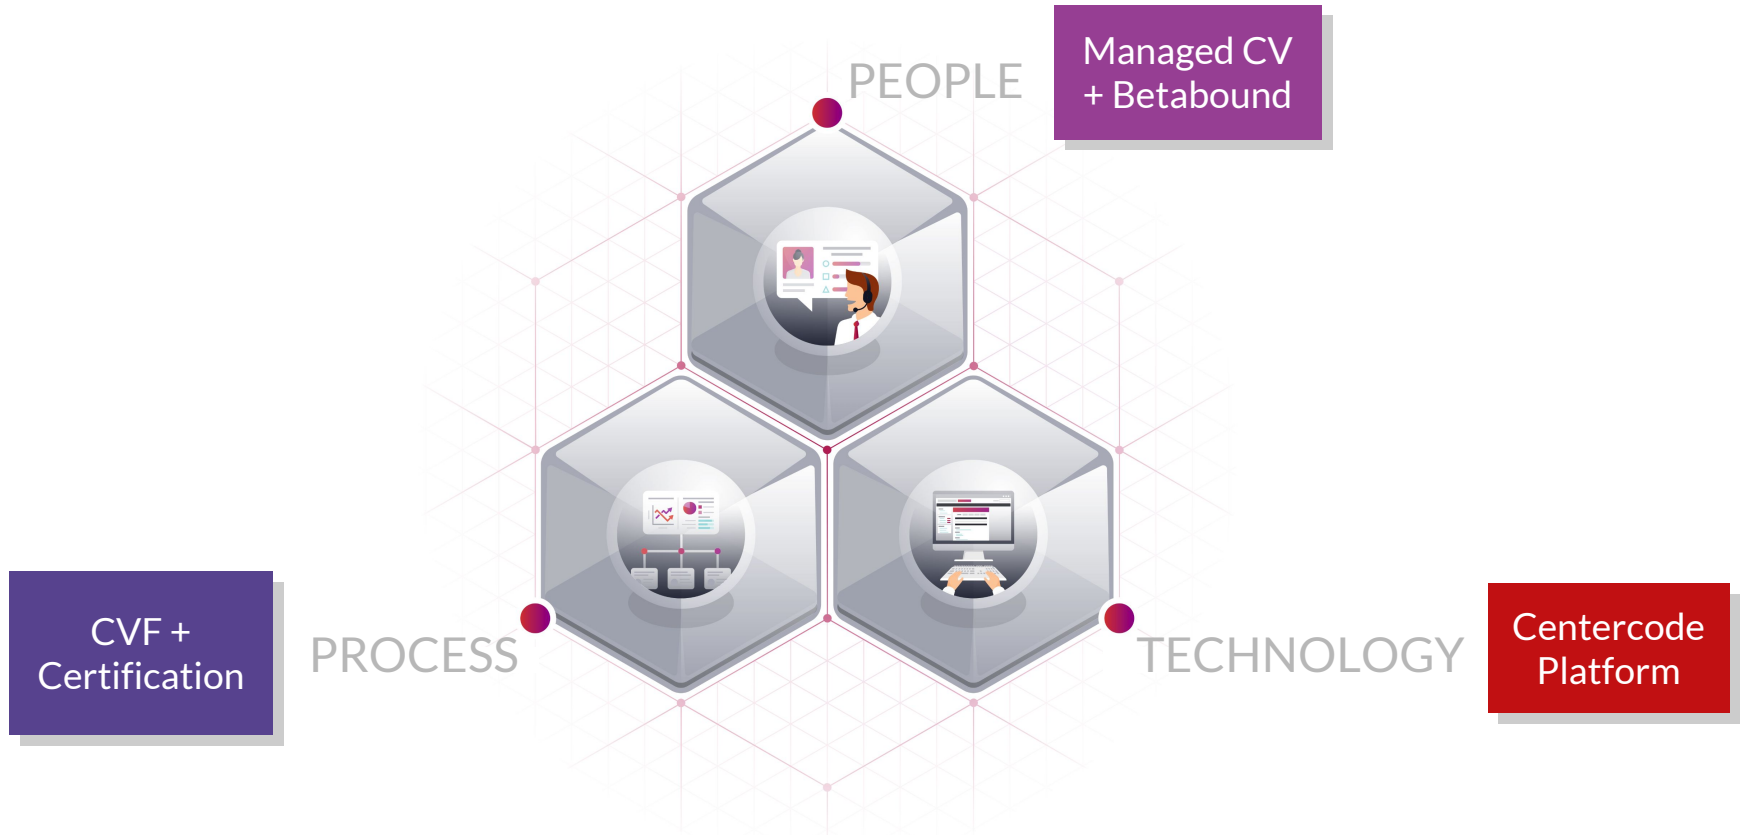 PEOPLE
Managed CV
+ Betabound
CVF +
Certification
PROCESS
TECHNOLOGY
Centercode
Platform